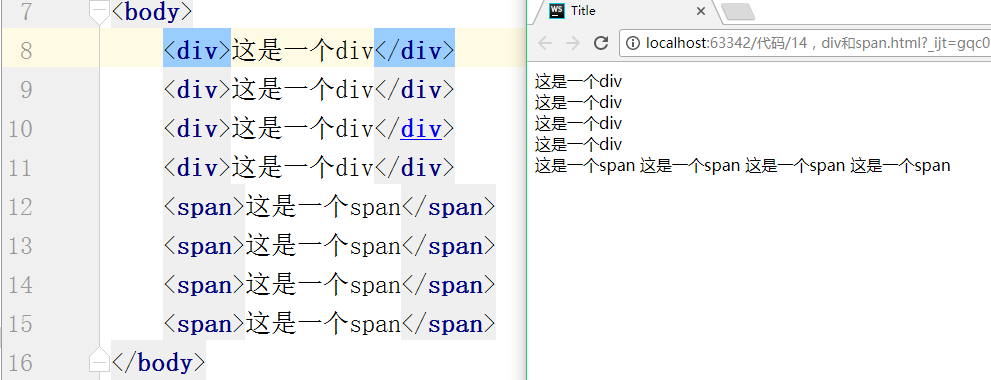 7 <body>
8 <div>这是一个div</div>
9 <div>这是一个div</div>
10 <div>这是一个div</div>
11 <div>这是一个div</div>
12 <span>这是一个span</span>
13 <span>这是一个span</span>
14 <span>这是一个span</span>
15 <span>这是一个span</span>
16 </body>
WS Title
localhost:63342/代码/14，div和span.html?_ijt=gqc0
这是一个div
这是一个div
这是一个div
这是一个div
这是一个span 这是一个span 这是一个span 这是一个span